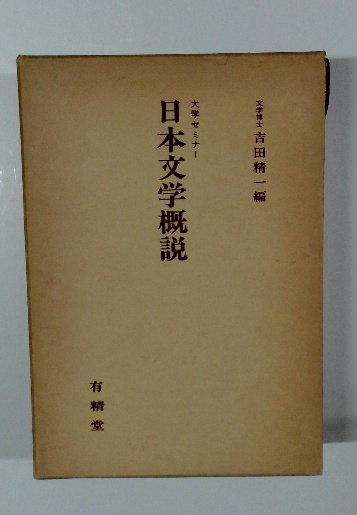 文学博士 吉田精一編
大学セミナー
日本文学概説
有精堂